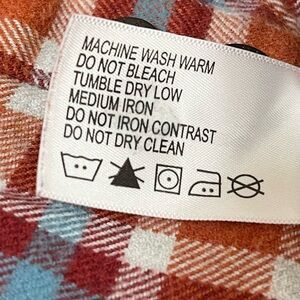 MACHINE WASH WARM
DO NOT BLEACH
TUMBLE DRY LOW
MEDIUM IRON
DO NOT IRON CONTRAST
DO NOT DRY CLEAN